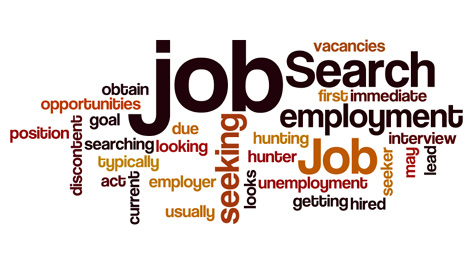 vacancies
job
Search
obtain
first immediate
opportunities
goal
employment
position
due
discontent
searching
looking
hunting
interview
typically
hunter
Job
seeker
may
lead
act
current
employer
seeking
looks
unemployment
usually
getting
hired